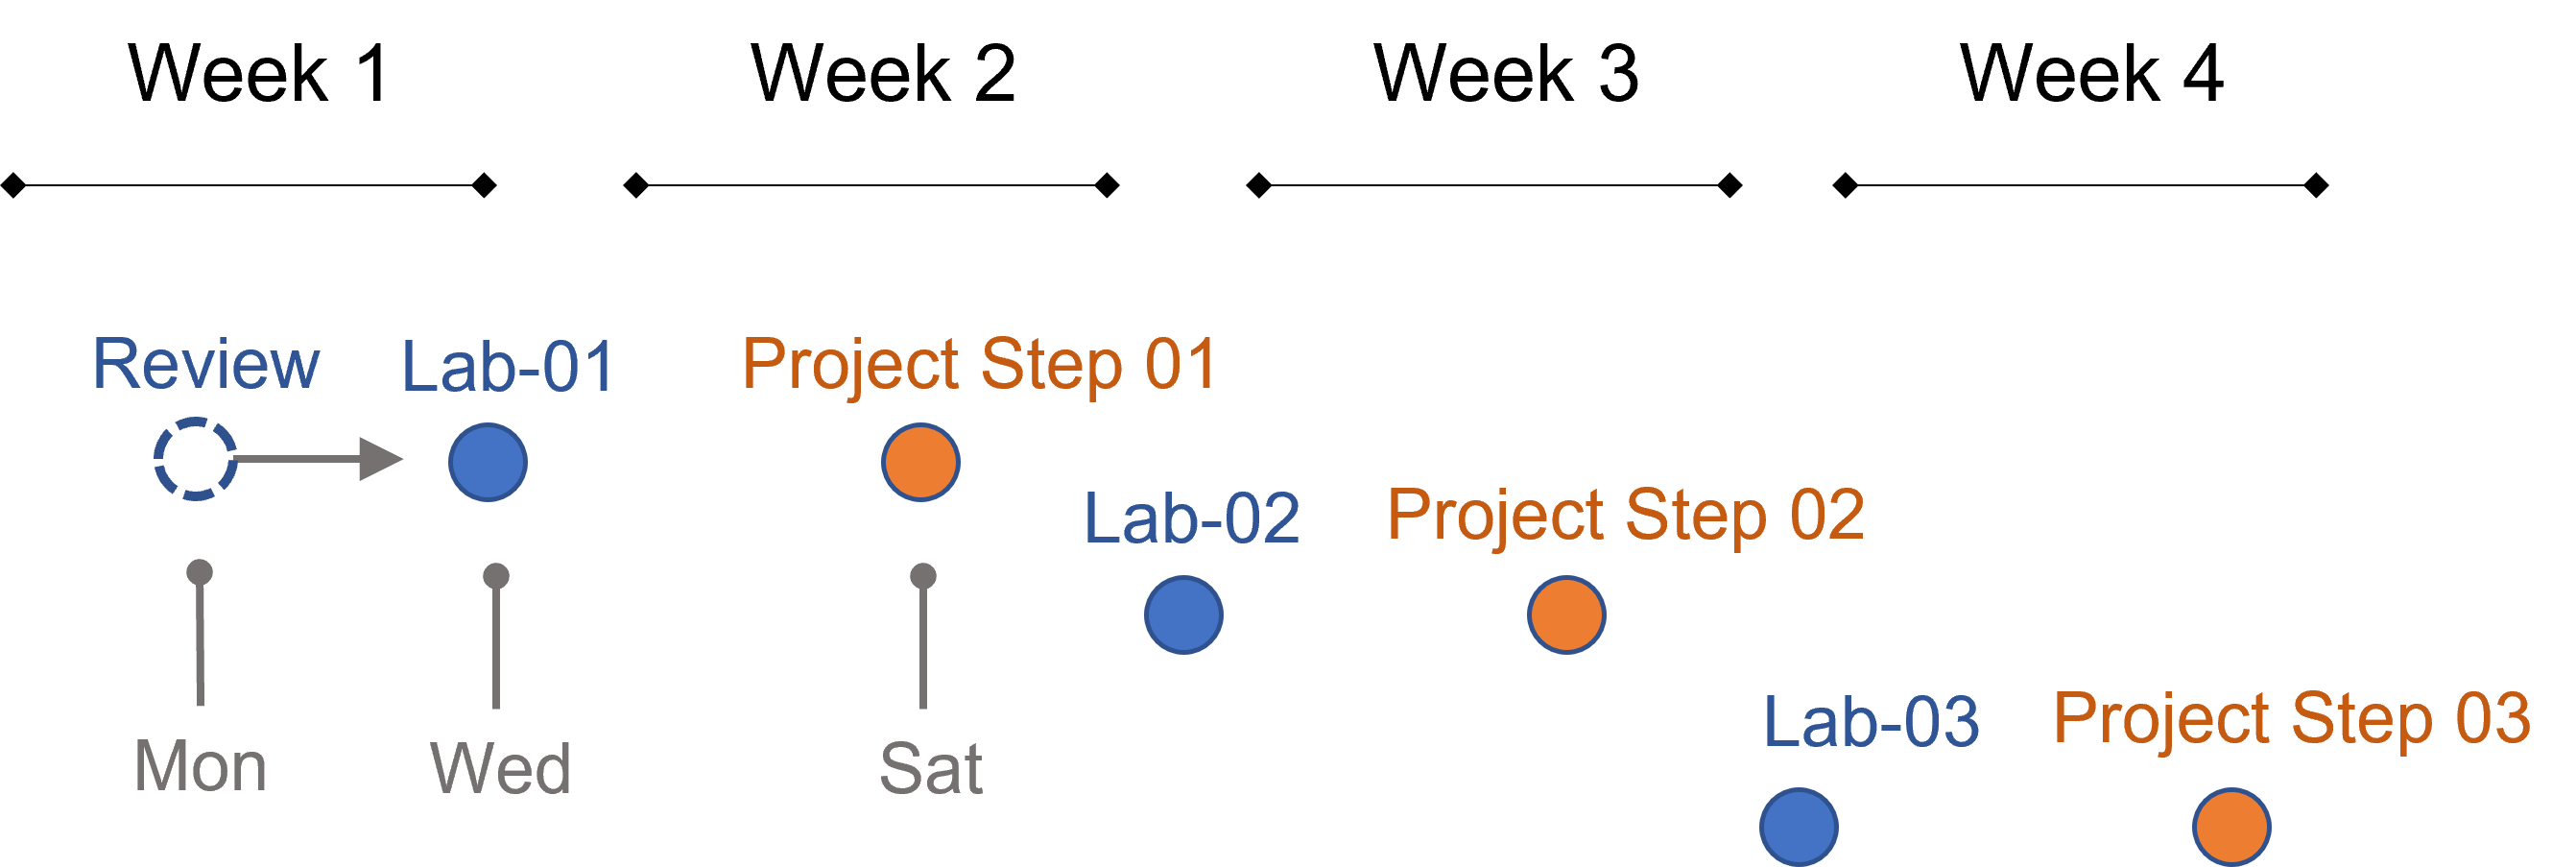 Week 1
Week 2
Week 3
Week 4
Review
Lab-01
Project Step 01
Lab-02
Project Step 02
Lab-03
Project Step 03
Mon
Wed
Sat